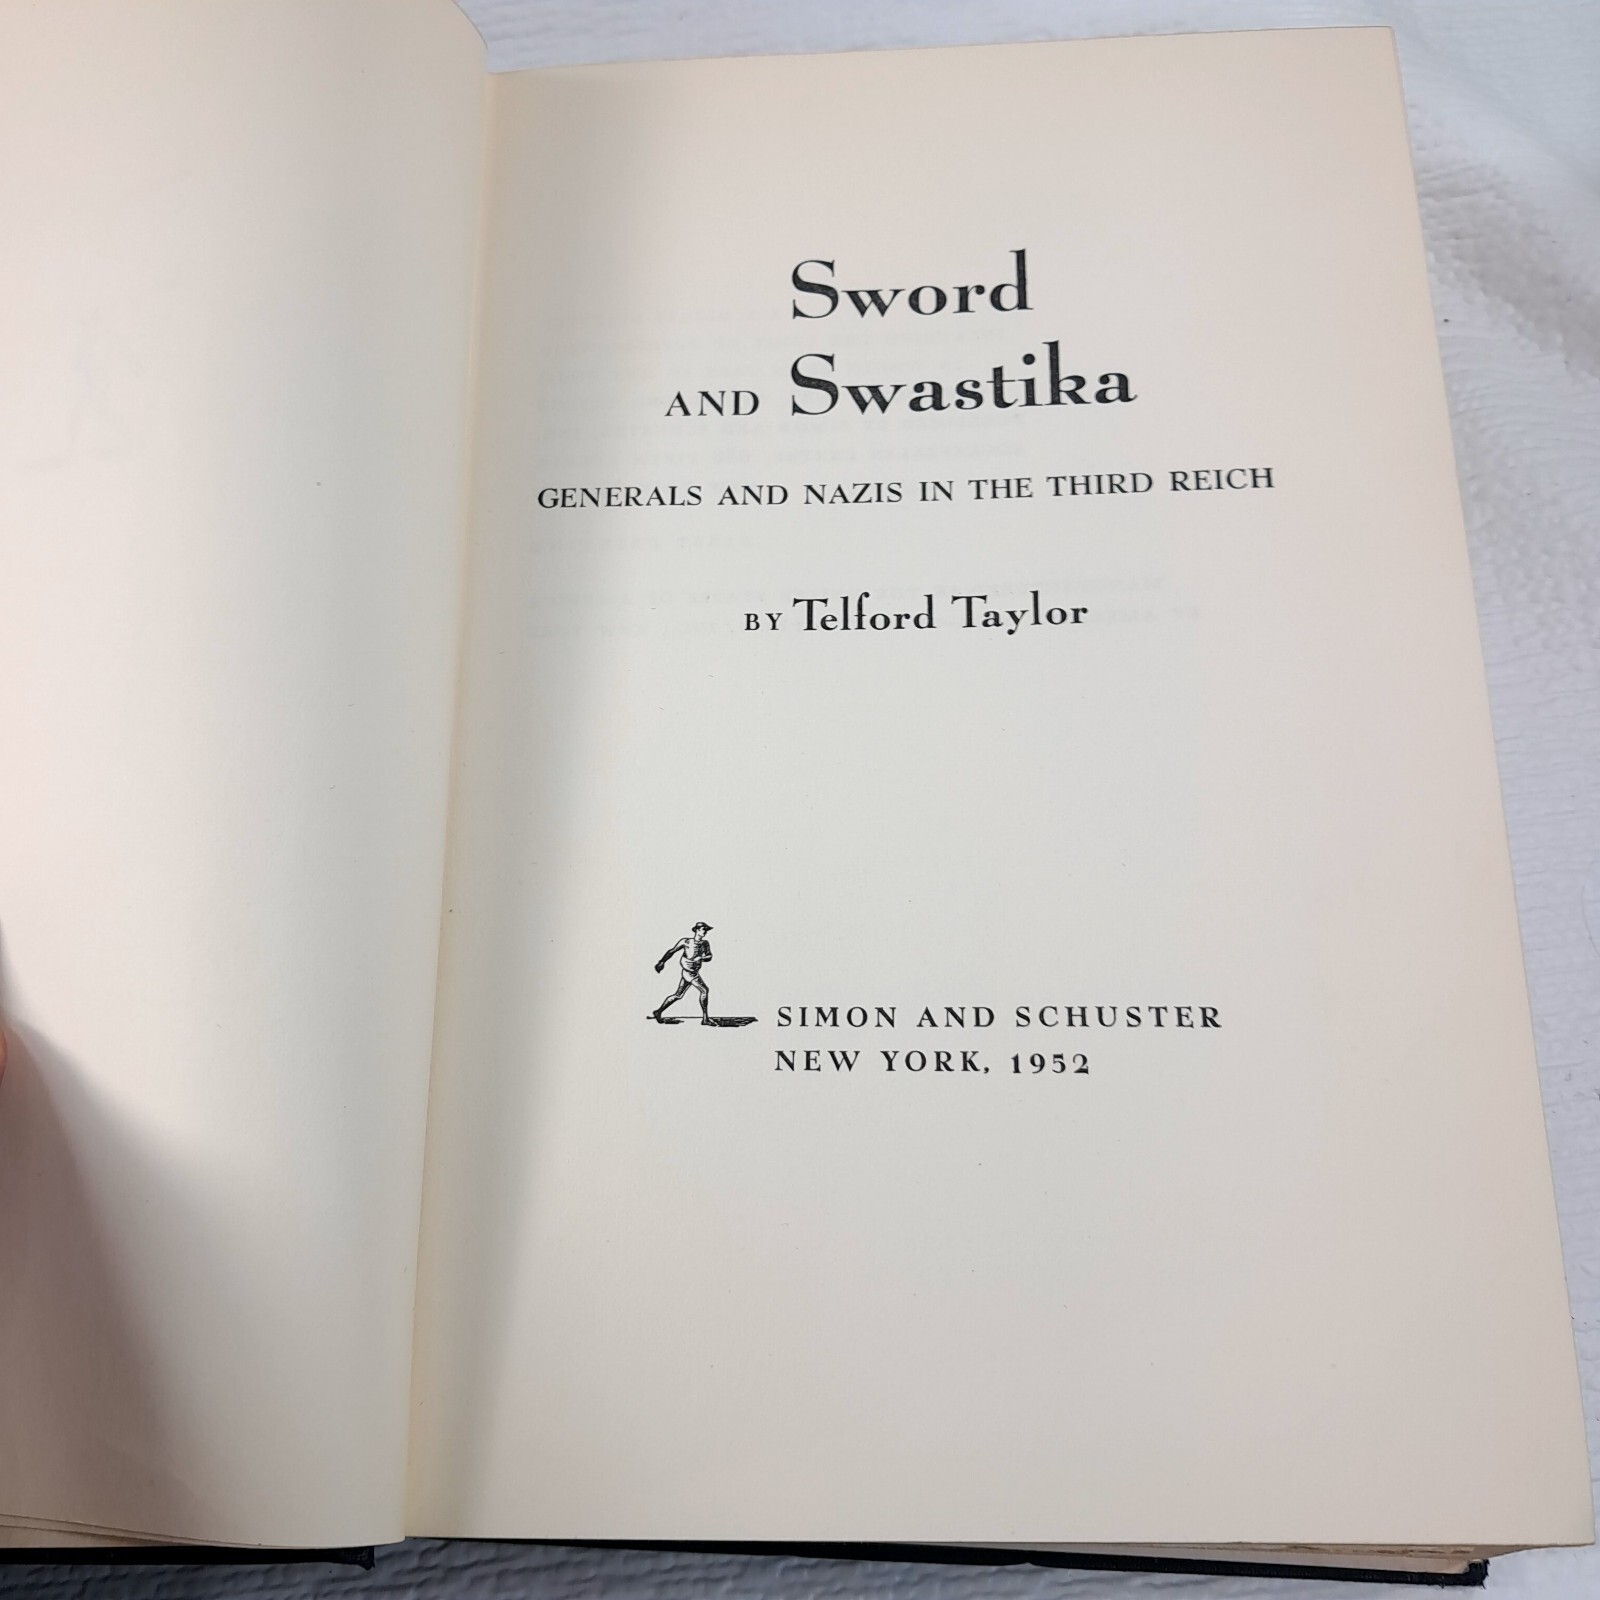 Sword
AND Swastika
GENERALS AND NAZIS IN THE THIRD REICH
BY Telford Taylor
SIMON AND SCHUSTER
NEW YORK, 1952